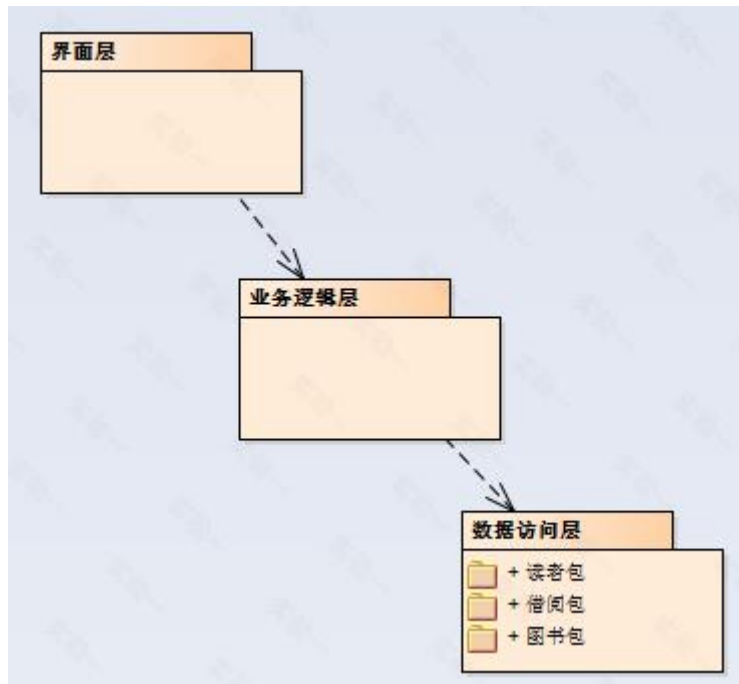 界面层
业务逻辑层
数据访问层
+ 读者包
+ 借阅包
+ 图书包